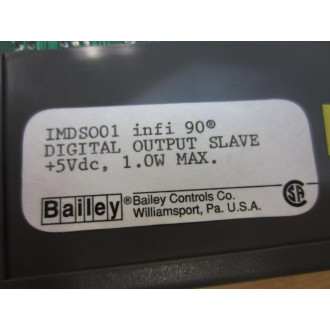 IMDSO01 infi 90®
DIGITAL OUTPUT SLAVE
+5Vdc, 1.0W MAX.
Bailey® Bailey Controls Co.
Williamsport, Pa. U.S.A.